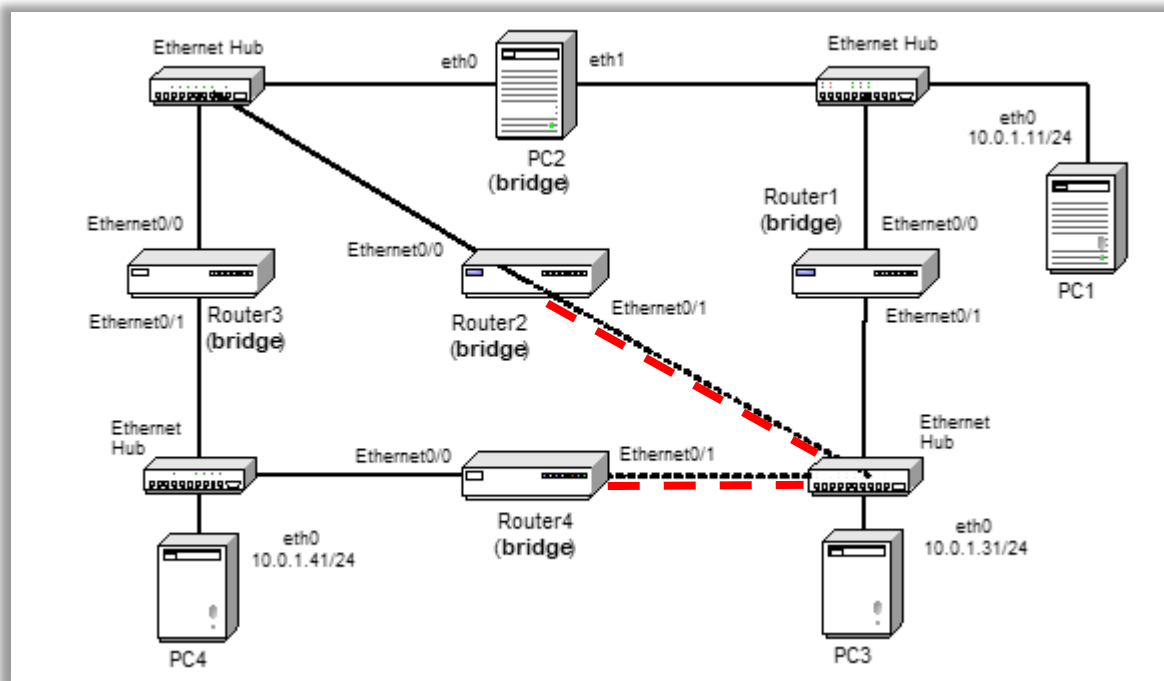 Ethernet Hub
eth0
eth1
Ethernet Hub
eth0
10.0.1.11/24
PC2
(bridge)
Router1
(bridge)
Ethernet0/0
Ethernet0/0
Ethernet0/0
PC1
Ethernet0/1
Router3
(bridge)
Router2
(bridge)
Ethernet0/1
Ethernet0/1
Ethernet
Hub
Ethernet0/0
Ethernet0/1
Ethernet
Hub
Router4
(bridge)
eth0
10.0.1.41/24
eth0
10.0.1.31/24
PC4
PC3